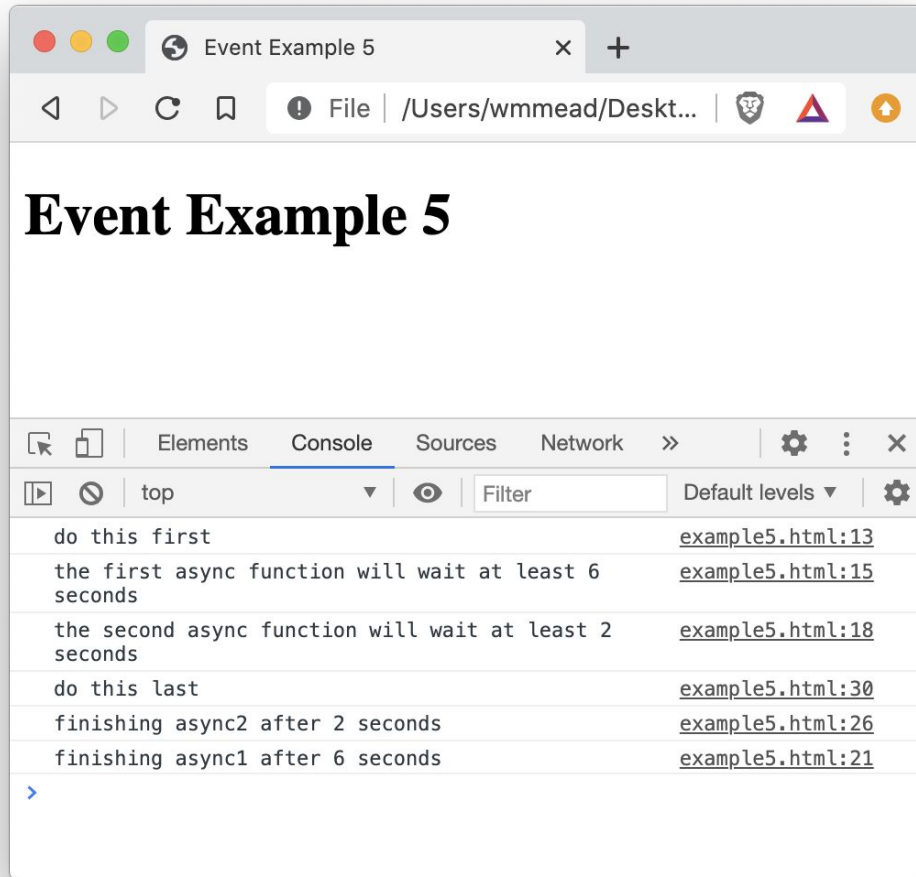 Event Example 5
File /Users/wmmead/Deskt...
Event Example 5
Elements Console Sources Network
top Filter Default levels
do this first example5.html:13
the first async function will wait at least 6 example5.html:15
seconds
the second async function will wait at least 2 example5.html:18
seconds
do this last example5.html:30
finishing async2 after 2 seconds example5.html:26
finishing async1 after 6 seconds example5.html:21